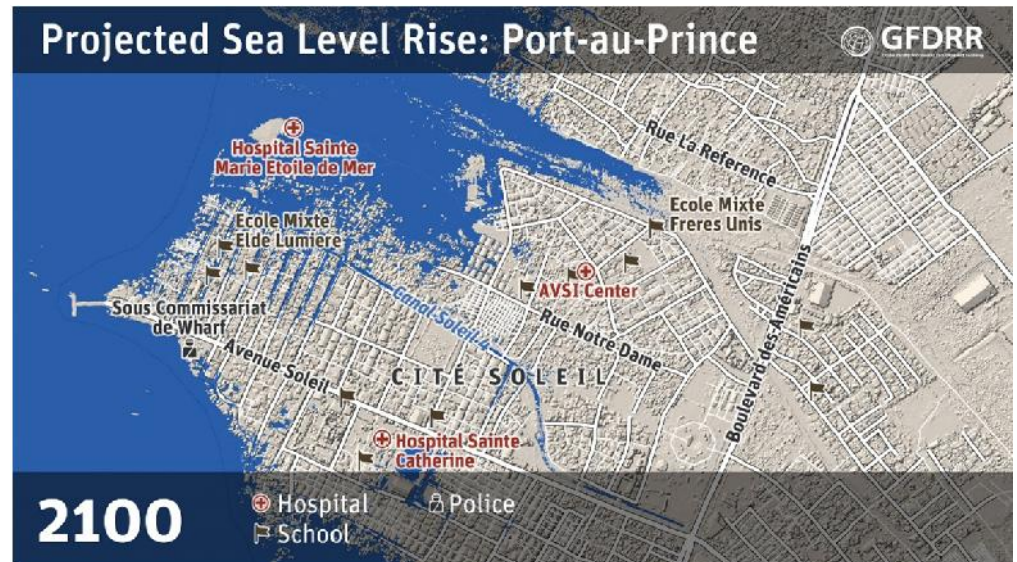 Projected Sea Level Rise: Port-au-Prince
GFDRR
Hospital Sainte
Marie Etoile de Mer
Rue La Reference
Ecole Mixte
Elde Lumiere
Ecole Mixte
Freres Unis
AVSI Center
Sous Commissariat
de Wharf
Canal Soleil 4
Rue Notre Dame
Boulevard des Américains
Avenue Soleil
CITÉ SOLEIL
Hospital Sainte
Catherine
2100
Hospital
Police
School